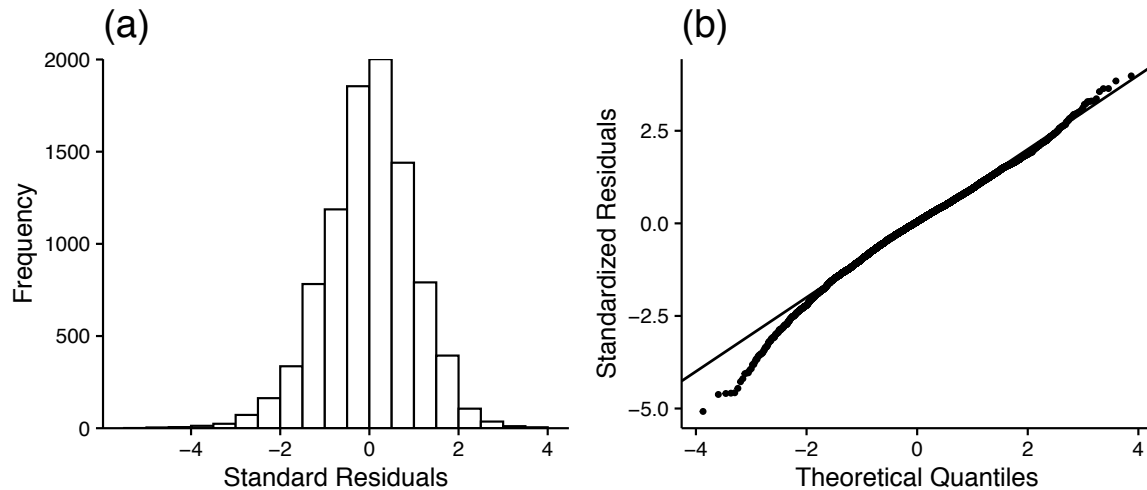 (a)
2000
1500
1000
500
0
Frequency
−4 −2 0 2 4
Standard Residuals
(b)
2.5
0.0
−2.5
−5.0
Standardized Residuals
−4 −2 0 2 4
Theoretical Quantiles